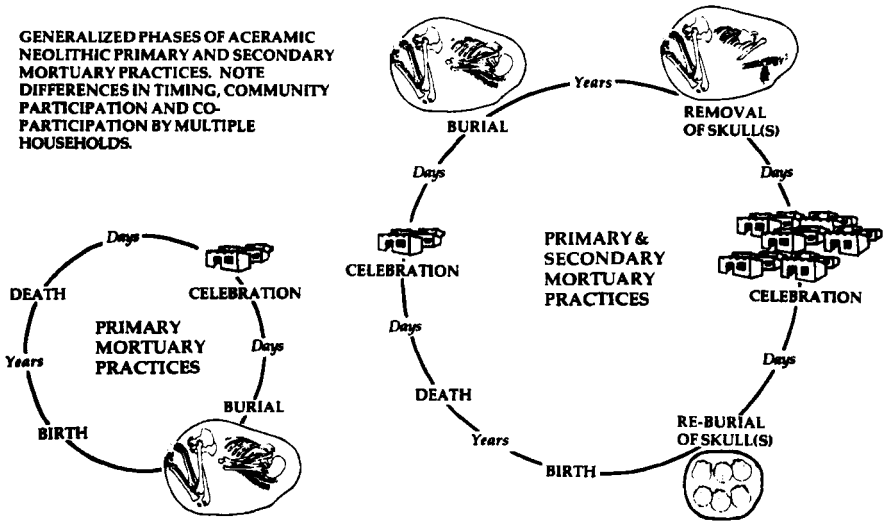 GENERALIZED PHASES OF ACERAMIC
NEOLITHIC PRIMARY AND SECONDARY
MORTUARY PRACTICES. NOTE
DIFFERENCES IN TIMING, COMMUNITY
PARTICIPATION AND CO-
PARTICIPATION BY MULTIPLE
HOUSEHOLDS.
Days
DEATH
CELEBRATION
PRIMARY
MORTUARY
PRACTICES
Years
Days
BURIAL
BIRTH
BURIAL
Years
REMOVAL
OF SKULL(S)
Days
Days
CELEBRATION
PRIMARY &
SECONDARY
MORTUARY
PRACTICES
CELEBRATION
Days
Days
DEATH
Years
BIRTH
RE-BURIAL
OF SKULL(S)